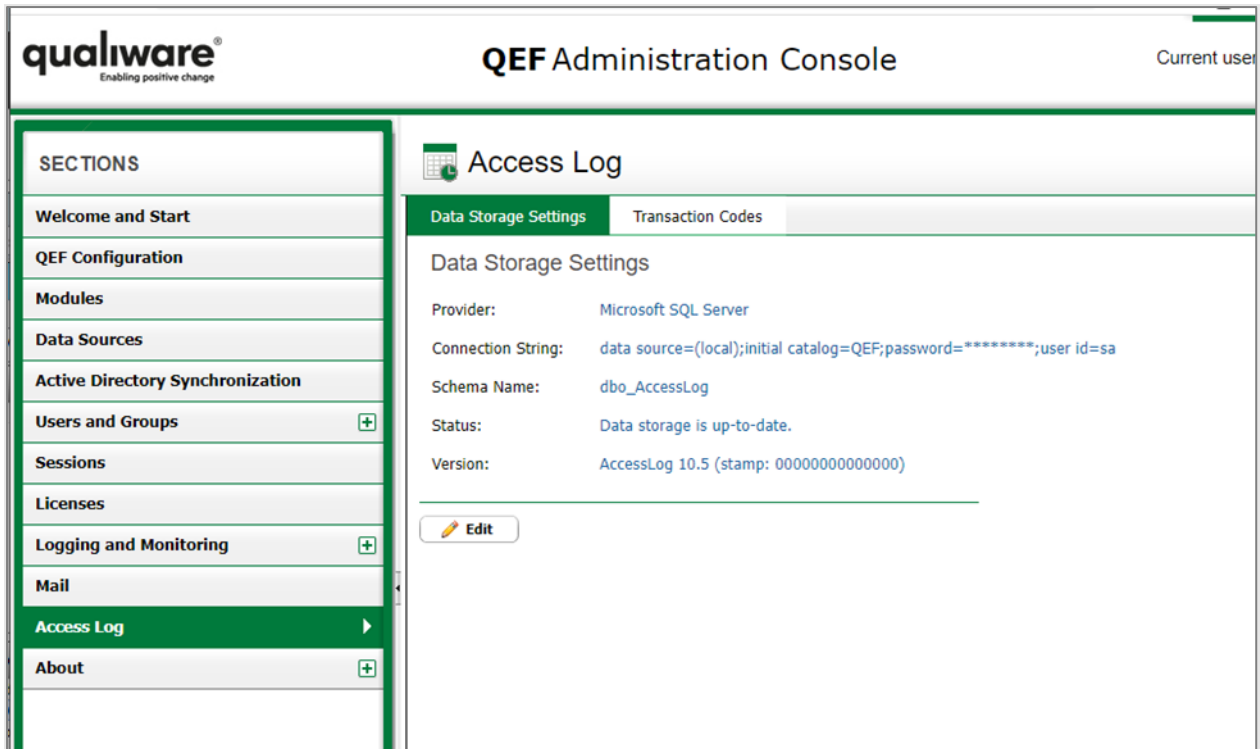 qualiware®
Enabling positive change
QEF Administration Console
Current user
SECTIONS
Welcome and Start
QEF Configuration
Modules
Data Sources
Active Directory Synchronization
Users and Groups
Sessions
Licenses
Logging and Monitoring
Mail
Access Log
About
Access Log
Data Storage Settings Transaction Codes
Data Storage Settings
Provider: Microsoft SQL Server
Connection String: data source=(local);initial catalog=QEF;password=********;user id=sa
Schema Name: dbo_AccessLog
Status: Data storage is up-to-date.
Version: AccessLog 10.5 (stamp: 00000000000000)
Edit